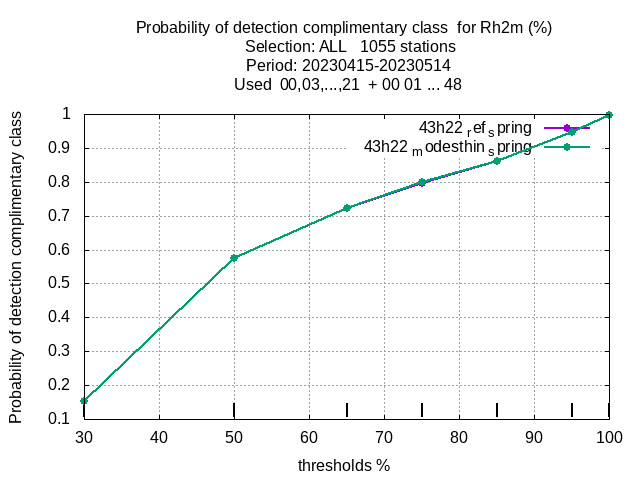 Probability of detection complimentary class  for Rh2m (%)
Selection: ALL   1055 stations
Period: 20230415-20230514
Used  00,03,...,21  + 00 01 ... 48
Probability of detection complimentary class
1
0.9
0.8
0.7
0.6
0.5
0.4
0.3
0.2
0.1
43h22 ref spring
43h22 modesthin spring
30 40 50 60 70 80 90 100
thresholds %